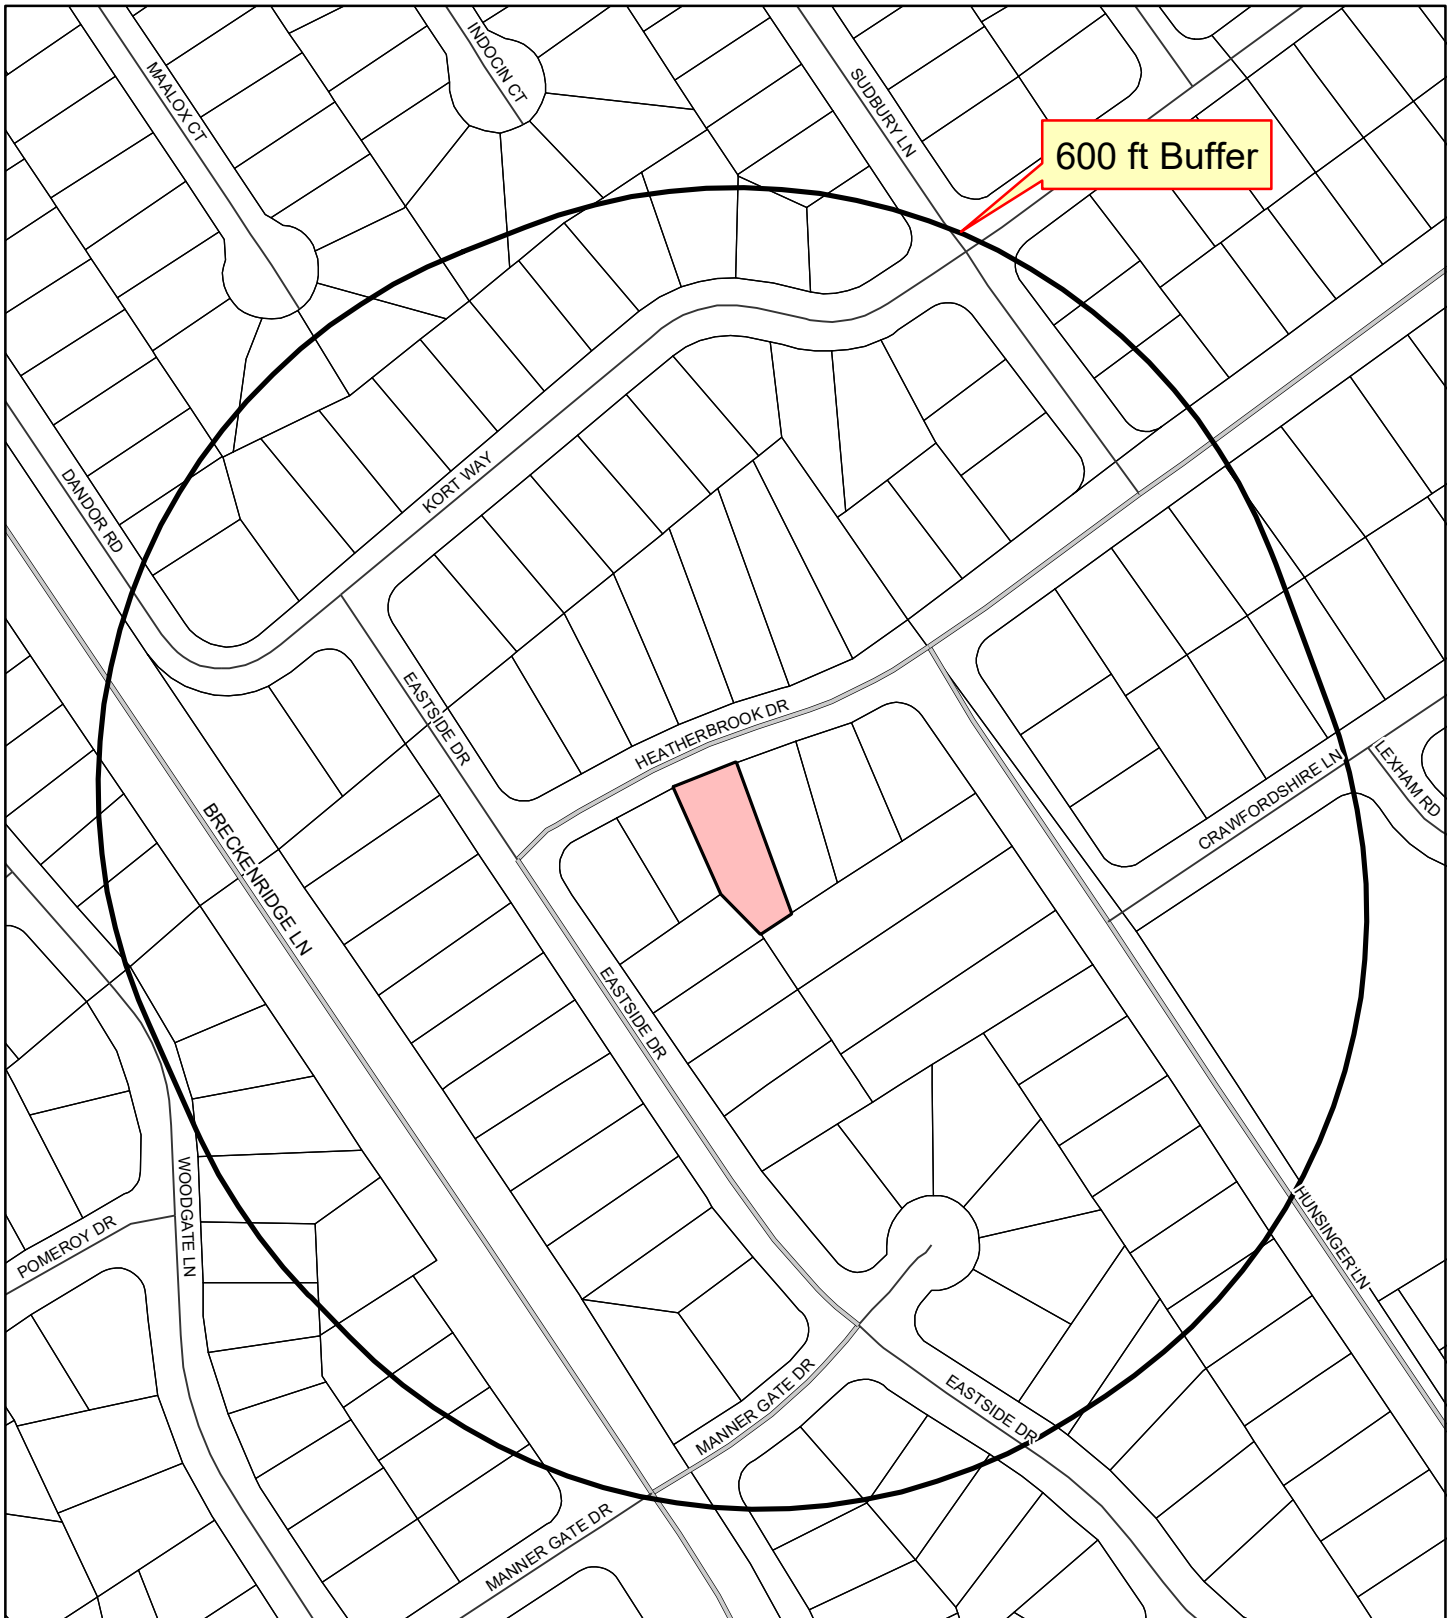 INDOCIN CT
MAALOX CT
SUDBURY LN
600 ft Buffer
KORT WAY
DANDOR RD
EASTSIDE DR
HEATHERBROOK DR
LEXHAM RD
CRAWFORDSHIRE LN
BRECKENRIDGE LN
EASTSIDE DR
WOODGATE LN
POMEROY DR
HUNSINGER LN
MANNER GATE DR
EASTSIDE DR
MANNER GATE DR